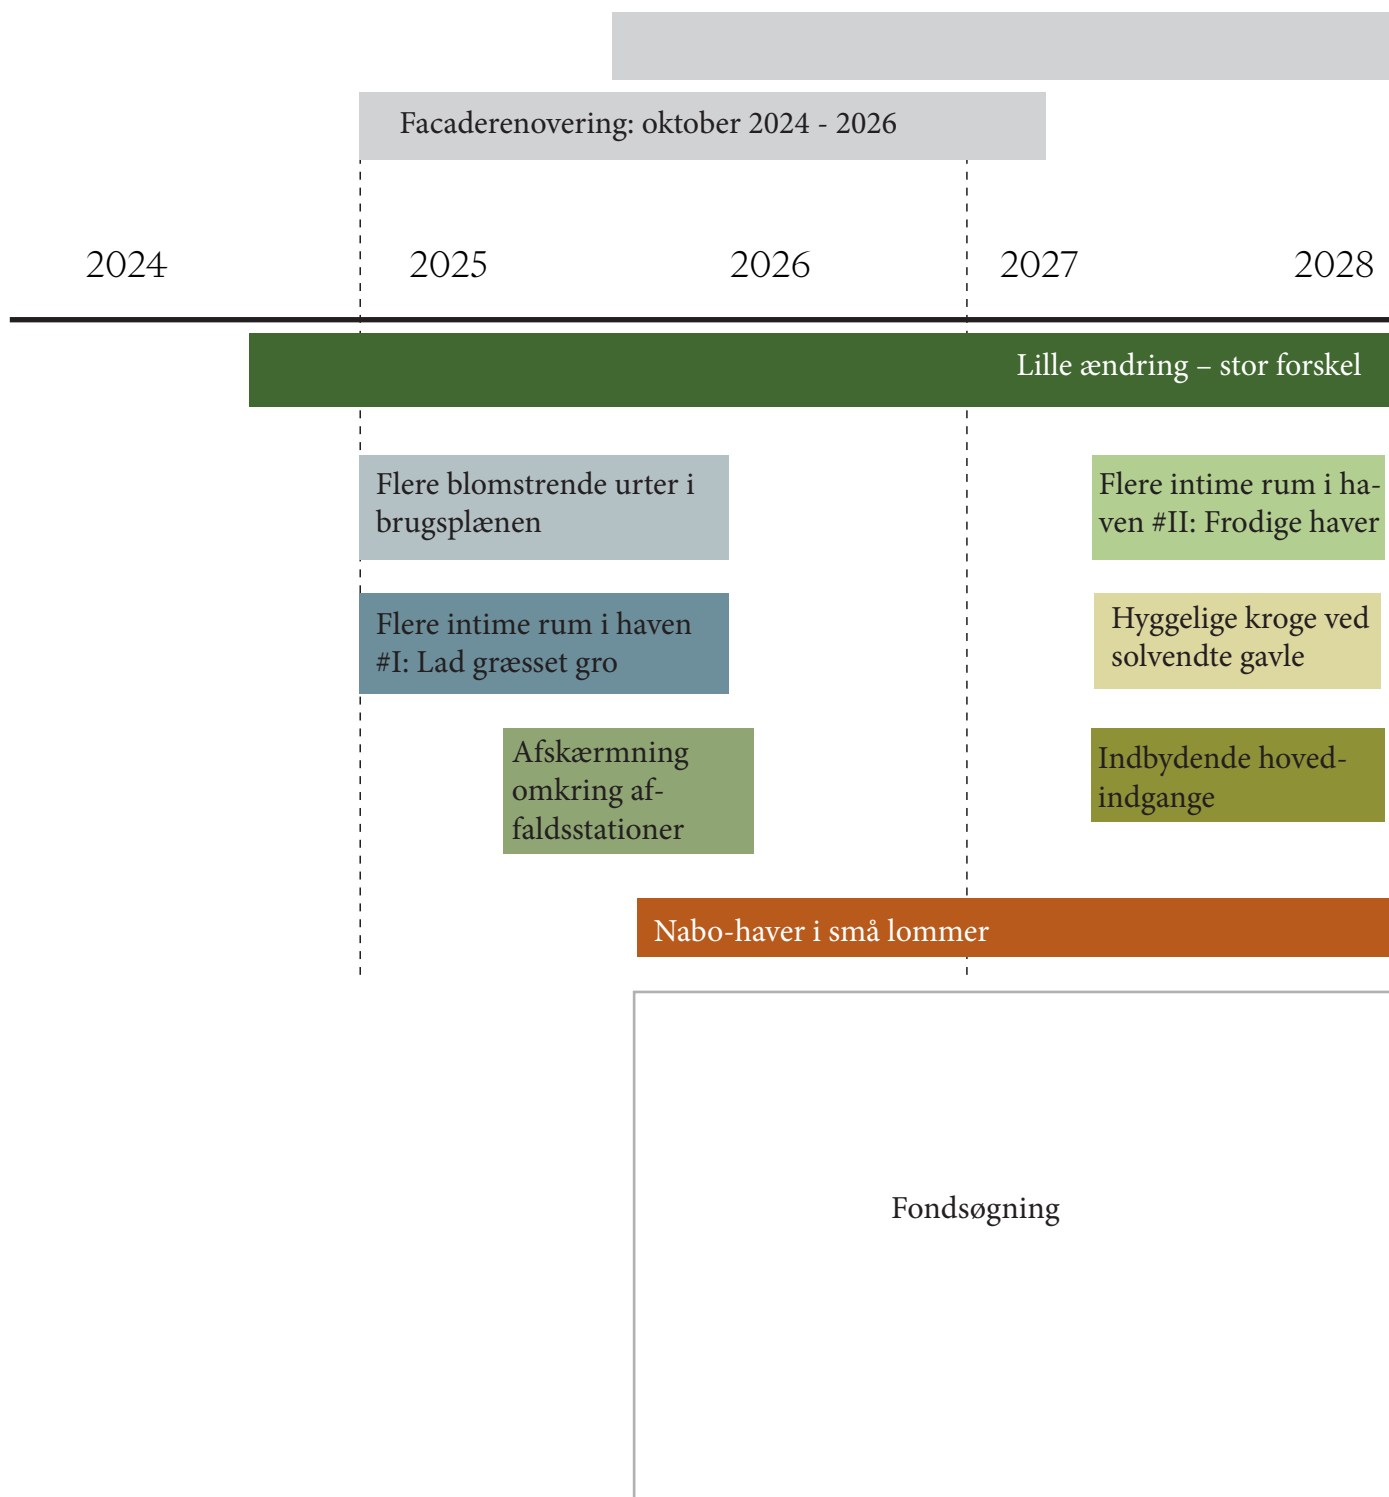 Facaderenovering: oktober 2024 - 2026
2024
2025
2026
2027
2028
Lille ændring – stor forskel
Flere blomstrende urter i
brugsplænen
Flere intime rum i ha-
ven #II: Frodige haver
Flere intime rum i haven
#I: Lad græsset gro
Hyggelige kroge ved
solvendte gavle
Afskærmning
omkring af-
faldsstationer
Indbydende hoved-
indgange
Nabo-haver i små lommer
Fondsøgning